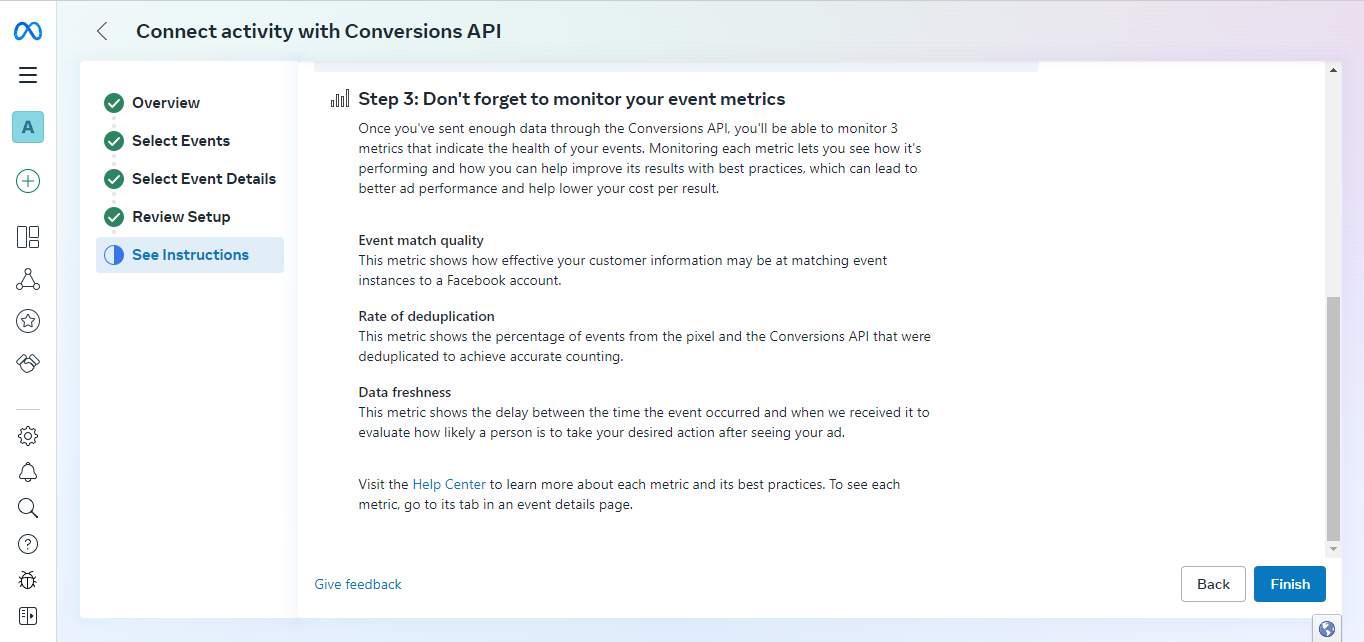 Connect activity with Conversions API
A
Overview
Select Events
Select Event Details
Review Setup
See Instructions
Step 3: Don't forget to monitor your event metrics
Once you've sent enough data through the Conversions API, you'll be able to monitor 3
metrics that indicate the health of your events. Monitoring each metric lets you see how it's
performing and how you can help improve its results with best practices, which can lead to
better ad performance and help lower your cost per result.
Event match quality
This metric shows how effective your customer information may be at matching event
instances to a Facebook account.
Rate of deduplication
This metric shows the percentage of events from the pixel and the Conversions API that were
deduplicated to achieve accurate counting.
Data freshness
This metric shows the delay between the time the event occurred and when we received it to
evaluate how likely a person is to take your desired action after seeing your ad.
Visit the Help Center to learn more about each metric and its best practices. To see each
metric, go to its tab in an event details page.
Give feedback
Back
Finish